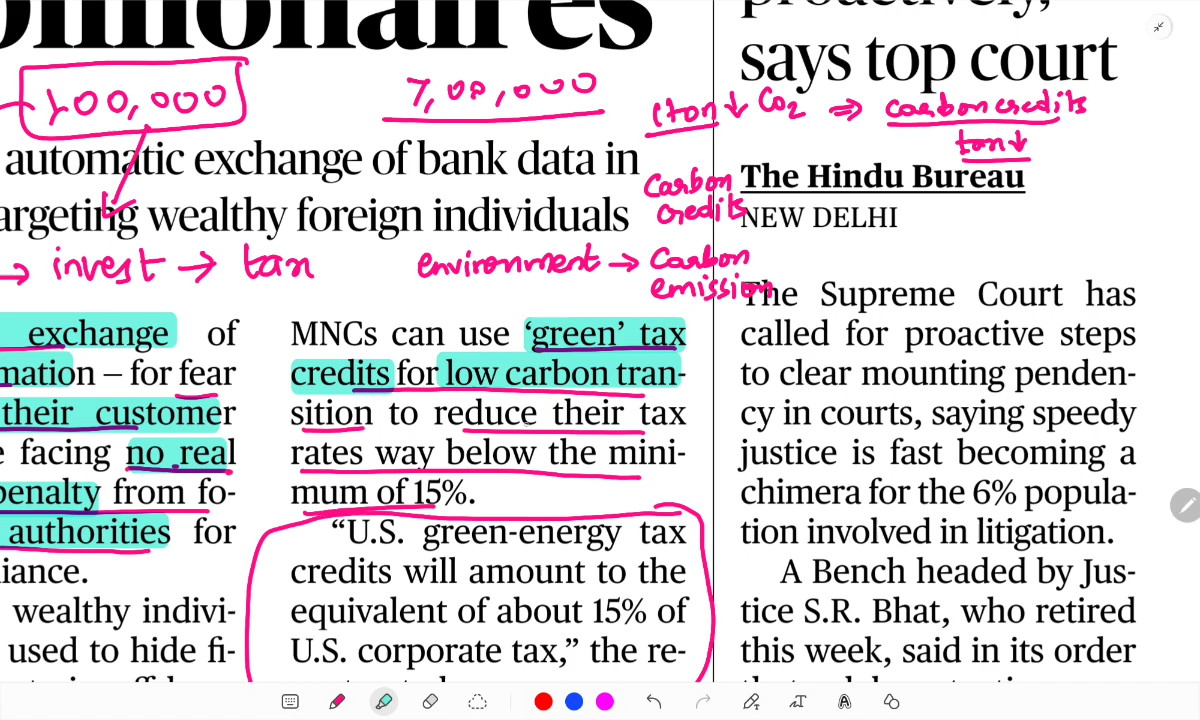 billionaires
100,000
7,00,000
automatic exchange of bank data in
argeting wealthy foreign individuals
→ invest → tax
environment → Carbon
emission
Carbon
credits
1 ton ↓ CO2 ⇒ carbon credits
ton ↓
exchange of
mation – for fear
their customer
e facing no real
penalty from fo-
authorities for
liance.
wealthy indivi-
used to hide fi-
MNCs can use ‘green’ tax
credits for low carbon tran-
sition to reduce their tax
rates way below the mini-
mum of 15%.
“U.S. green-energy tax
credits will amount to the
equivalent of about 15% of
U.S. corporate tax,” the re-
proactively,
says top court
The Hindu Bureau
NEW DELHI
The Supreme Court has
called for proactive steps
to clear mounting penden-
cy in courts, saying speedy
justice is fast becoming a
chimera for the 6% popula-
tion involved in litigation.
A Bench headed by Jus-
tice S.R. Bhat, who retired
this week, said in its order